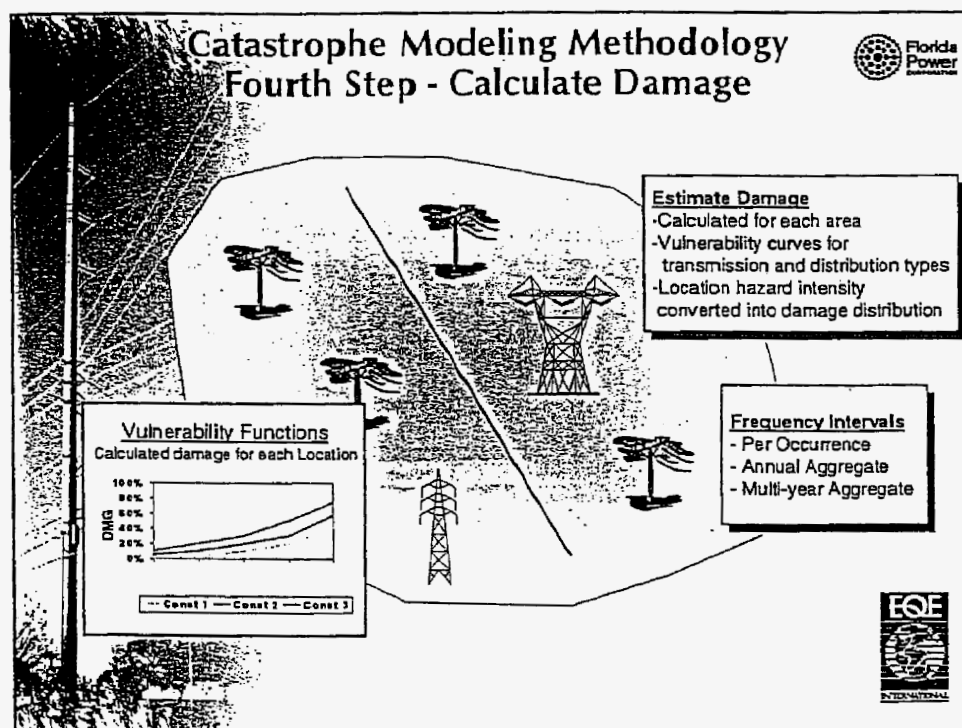 Catastrophe Modeling Methodology
Fourth Step - Calculate Damage
Florida
Power
CORPORATION
Estimate Damage
-Calculated for each area
-Vulnerability curves for
transmission and distribution types
-Location hazard intensity
converted into damage distribution
Frequency Intervals
- Per Occurrence
- Annual Aggregate
- Multi-year Aggregate
Vulnerability Functions
Calculated damage for each Location
DMG
100%
80%
60%
40%
20%
0%
Const 1 Const 2 Const 3
EQE
INTERNATIONAL